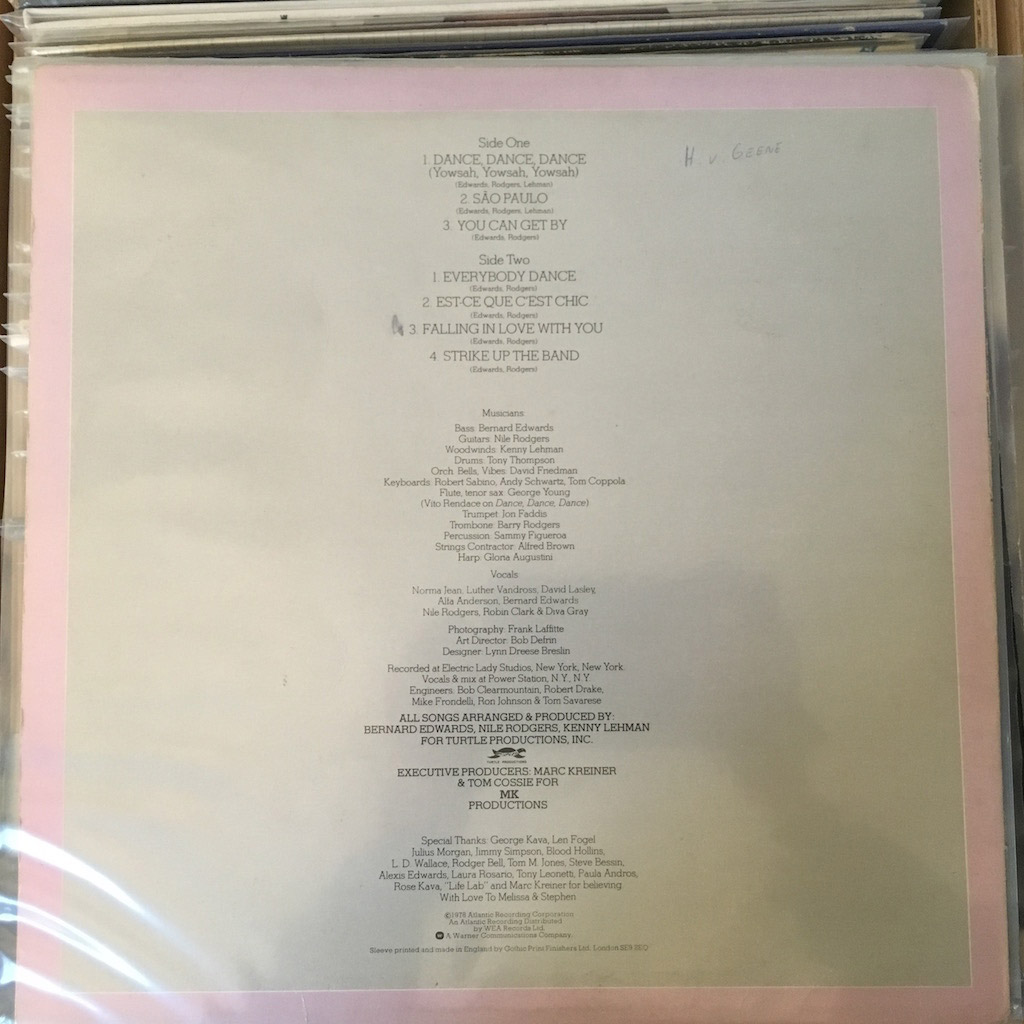 Side One
1. DANCE, DANCE, DANCE
(Yowsah, Yowsah, Yowsah)
(Edwards, Rodgers, Lehman)
2. SÃO PAULO
(Edwards, Rodgers, Lehman)
3. YOU CAN GET BY
(Edwards, Rodgers)
H. v. GEENE
Side Two
1. EVERYBODY DANCE
(Edwards, Rodgers)
2. EST-CE QUE C'EST CHIC
(Edwards, Rodgers)
3. FALLING IN LOVE WITH YOU
(Edwards, Rodgers)
4. STRIKE UP THE BAND
(Edwards, Rodgers)
Musicians:
Bass: Bernard Edwards
Guitars: Nile Rodgers
Woodwinds: Kenny Lehman
Drums: Tony Thompson
Orch. Bells, Vibes: David Friedman
Keyboards: Robert Sabino, Andy Schwartz, Tom Coppola
Flute, tenor sax: George Young
(Vito Rendace on Dance, Dance, Dance)
Trumpet: Jon Faddis
Trombone: Barry Rodgers
Percussion: Sammy Figueroa
Strings Contractor: Alfred Brown
Harp: Gloria Augustini
Vocals:
Norma Jean, Luther Vandross, David Lasley,
Alfa Anderson, Bernard Edwards
Nile Rodgers, Robin Clark & Diva Gray
Photography: Frank Laffitte
Art Director: Bob Defrin
Designer: Lynn Dreese Breslin
Recorded at Electric Lady Studios, New York, New York.
Vocals & mix at Power Station, N.Y., N.Y.
Engineers: Bob Clearmountain, Robert Drake,
Mike Frondelli, Ron Johnson & Tom Savarese
ALL SONGS ARRANGED & PRODUCED BY:
BERNARD EDWARDS, NILE RODGERS, KENNY LEHMAN
FOR TURTLE PRODUCTIONS, INC.
TURTLE PRODUCTIONS
EXECUTIVE PRODUCERS: MARC KREINER
& TOM COSSIE FOR
MK
PRODUCTIONS
Special Thanks: George Kava, Len Fogel
Julius Morgan, Jimmy Simpson, Blood Hollins,
L. D. Wallace, Rodger Bell, Tom M. Jones, Steve Bessin,
Alexis Edwards, Laura Rosario, Tony Leonetti, Paula Andros,
Rose Kava, "Life Lab" and Marc Kreiner for believing
With Love To Melissa & Stephen
©1978 Atlantic Recording Corporation
An Atlantic Recording Distributed
by WEA Records Ltd.
A Warner Communications Company.
Sleeve printed and made in England by Gothic Print Finishers Ltd. London SE8 2EQ